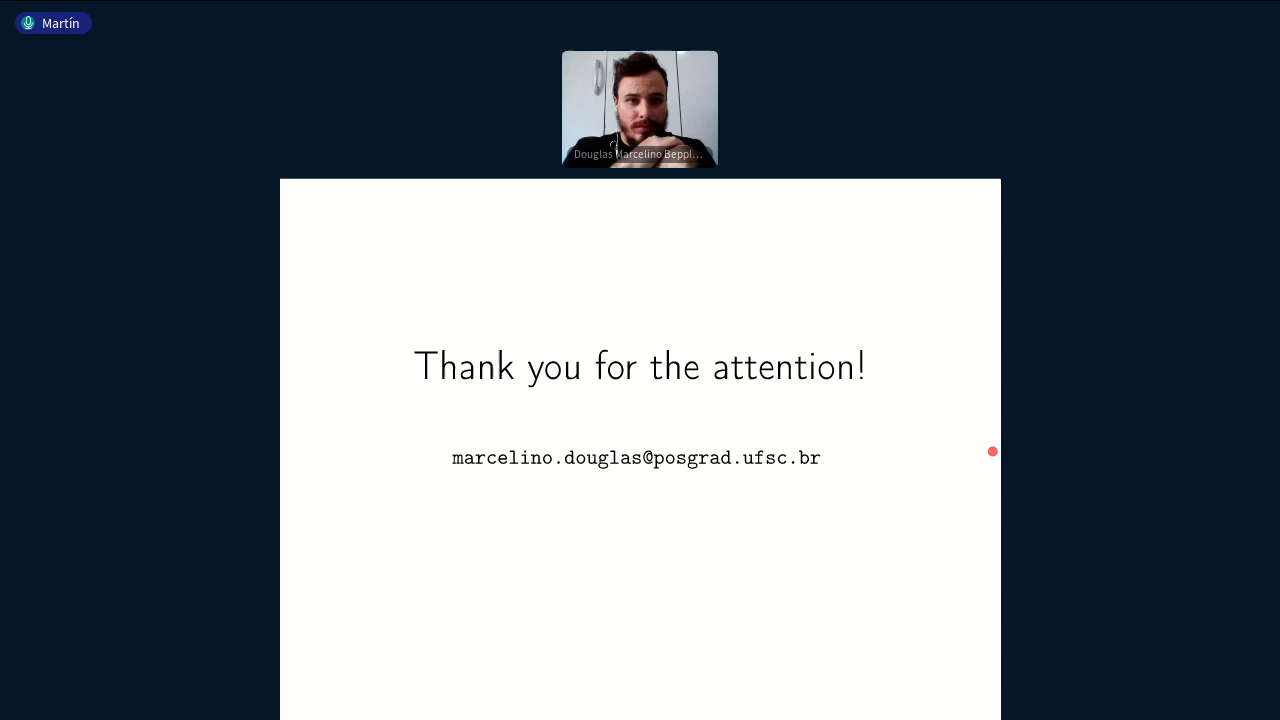 Martín
Douglas Marcelino Beppl...
Thank you for the attention!
marcelino.douglas@posgrad.ufsc.br